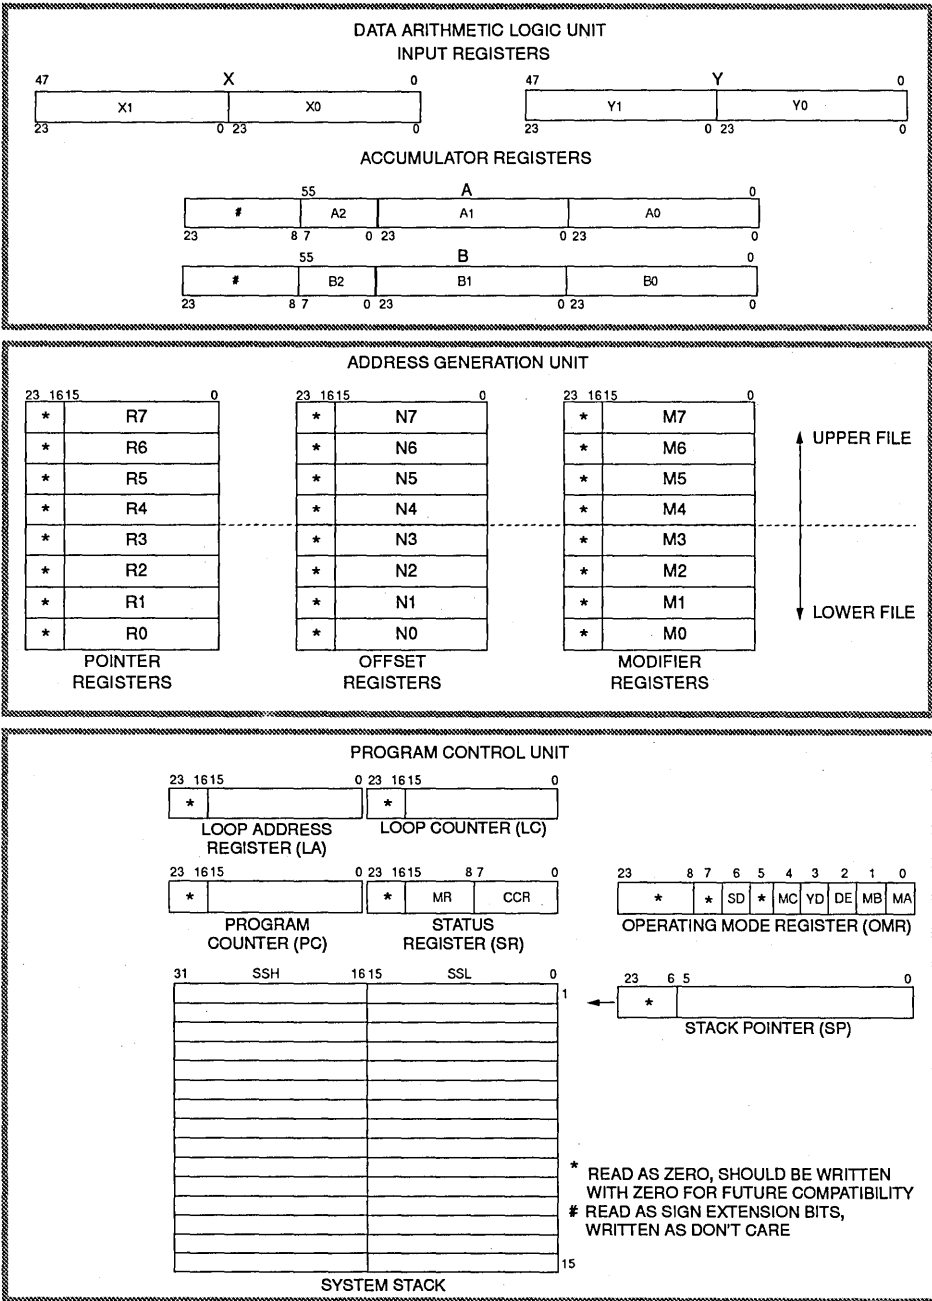 DATA ARITHMETIC LOGIC UNIT
INPUT REGISTERS
47 X 0 47 Y 0
X1 X0 Y1 Y0
23 0 23 0 23 0 23 0
ACCUMULATOR REGISTERS
55 A 0
# A2 A1 A0
23 8 7 0 23 0 23 0
55 B 0
# B2 B1 B0
23 8 7 0 23 0 23 0
ADDRESS GENERATION UNIT
23 16 15 0 23 16 15 0 23 16 15 0
* R7 * N7 * M7
* R6 * N6 * M6 UPPER FILE
* R5 * N5 * M5
* R4 * N4 * M4
* R3 * N3 * M3
* R2 * N2 * M2
* R1 * N1 * M1 LOWER FILE
* R0 * N0 * M0
POINTER OFFSET MODIFIER
REGISTERS REGISTERS REGISTERS
PROGRAM CONTROL UNIT
23 16 15 0 23 16 15 0
* *
LOOP ADDRESS LOOP COUNTER (LC)
REGISTER (LA)
23 16 15 0 23 16 15 8 7 0 23 8 7 6 5 4 3 2 1 0
* * MR CCR * * SD * MC YD DE MB MA
PROGRAM STATUS OPERATING MODE REGISTER (OMR)
COUNTER (PC) REGISTER (SR)
31 SSH 16 15 SSL 0 23 6 5 0
1 *
STACK POINTER (SP)
* READ AS ZERO, SHOULD BE WRITTEN
WITH ZERO FOR FUTURE COMPATIBILITY
# READ AS SIGN EXTENSION BITS,
WRITTEN AS DON'T CARE
15
SYSTEM STACK